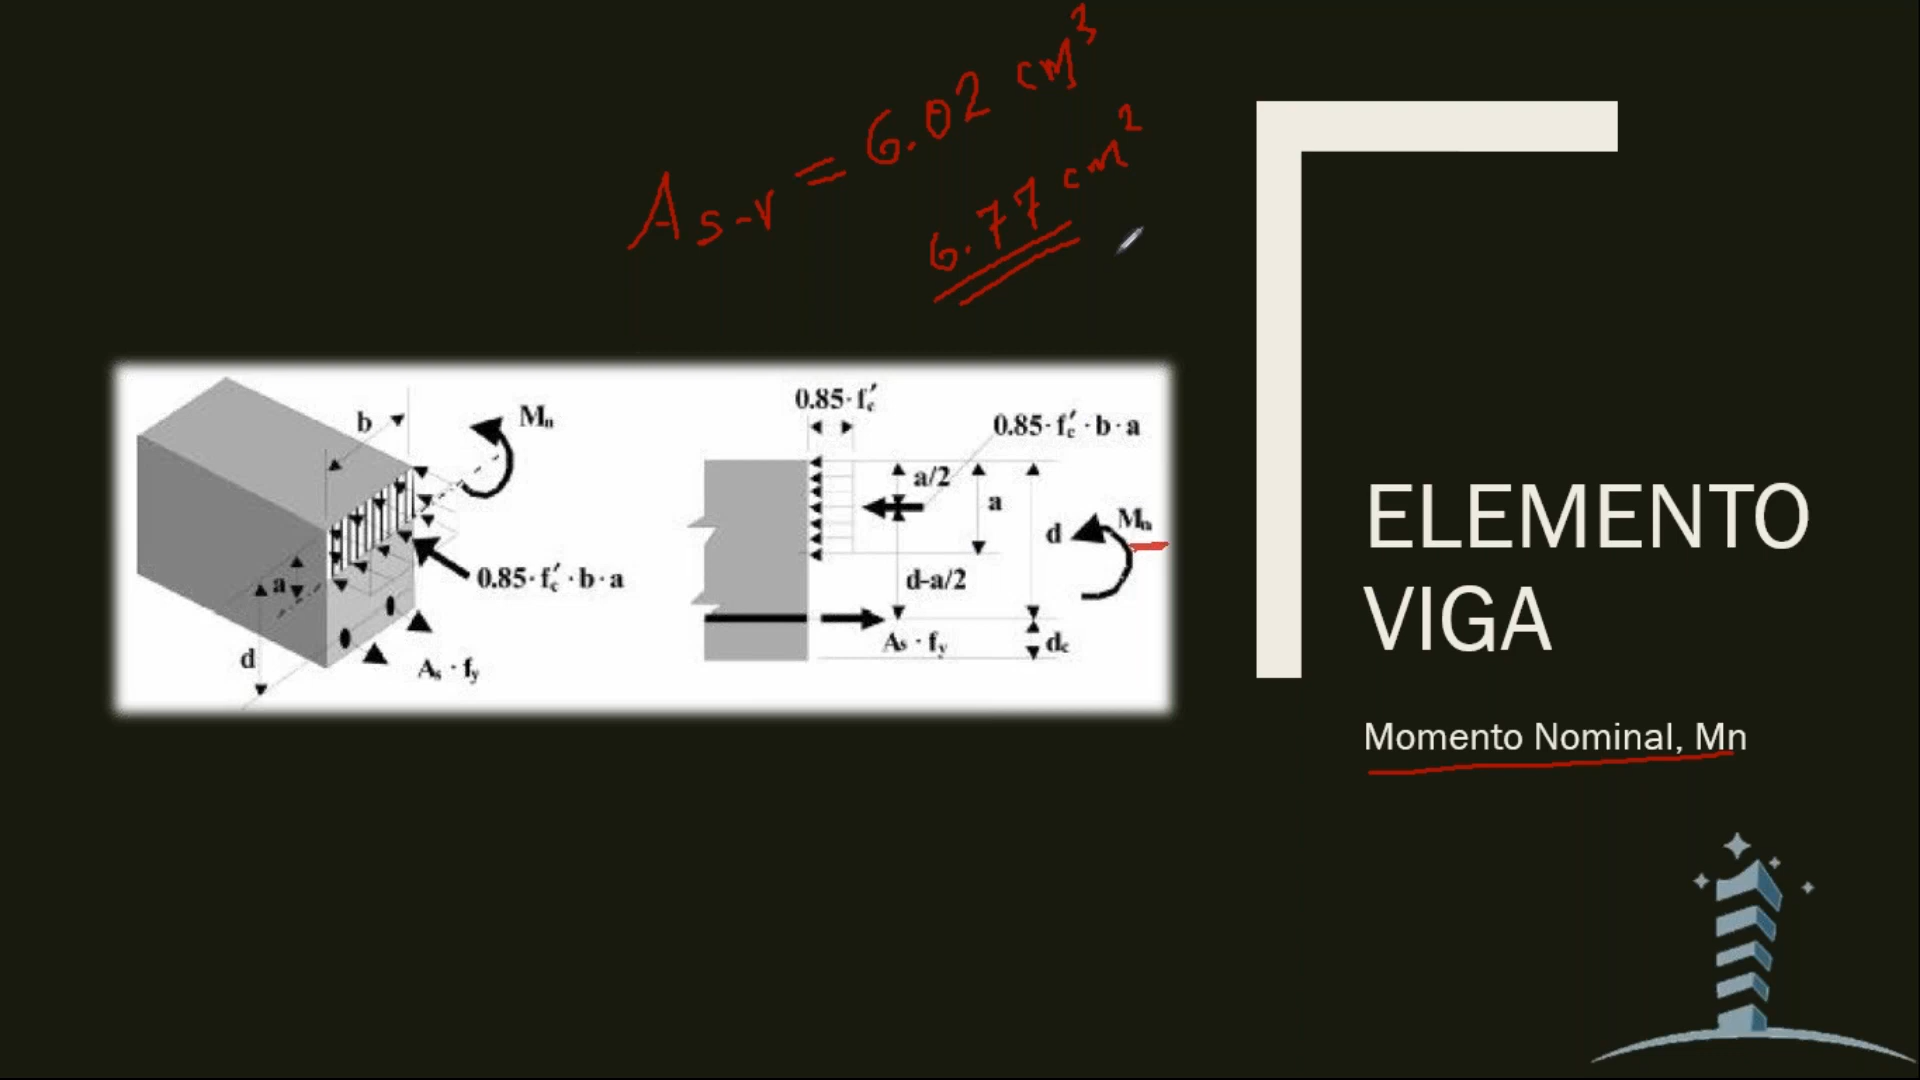 A s-r = 6.02 cm³
6.77 cm²
b
Mn
a
0.85·f'c·b·a
d
As·fy
0.85·f'c
0.85·f'c·b·a
a/2
a
d
Mn
d-a/2
As·fy
dc
ELEMENTO
VIGA
Momento Nominal, Mn